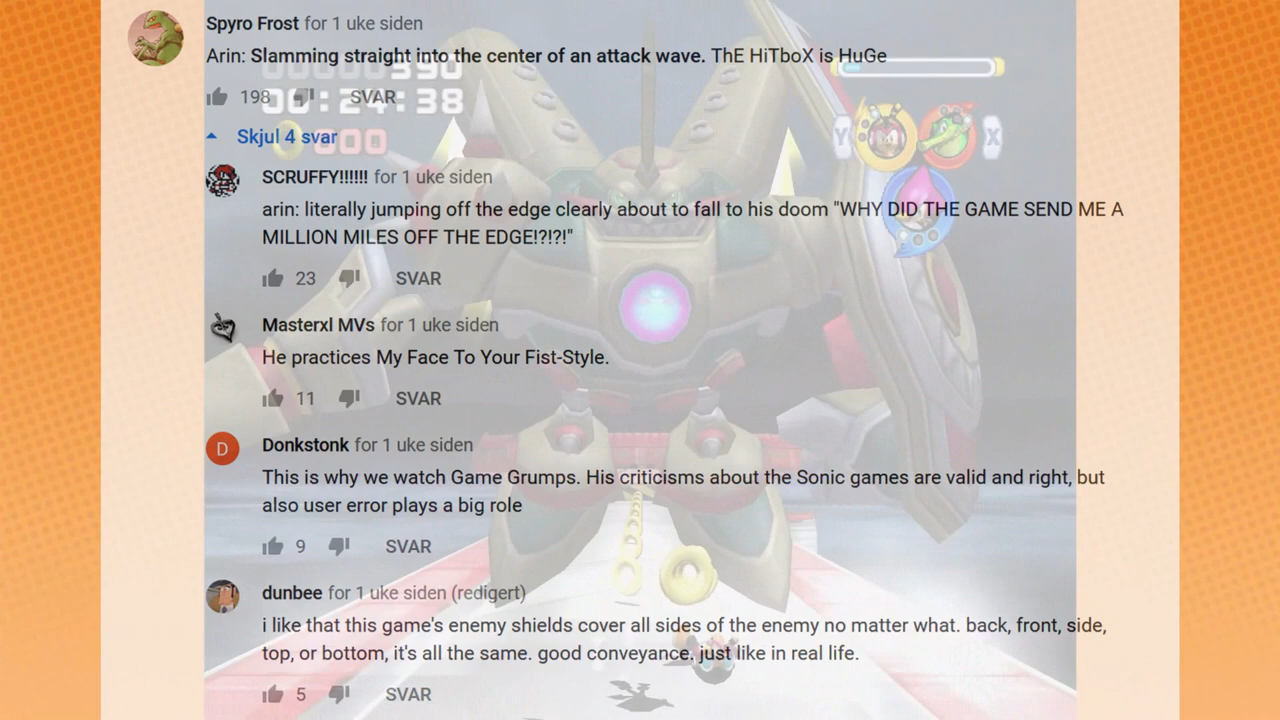 Spyro Frost for 1 uke siden
Arin: Slamming straight into the center of an attack wave. ThE HiTboX is HuGe
198 SVAR
390
00:24:38
000
Y X
Skjul 4 svar
SCRUFFY!!!!!! for 1 uke siden
arin: literally jumping off the edge clearly about to fall to his doom "WHY DID THE GAME SEND ME A
MILLION MILES OFF THE EDGE!?!?!"
23 SVAR
Masterxl MVs for 1 uke siden
He practices My Face To Your Fist-Style.
11 SVAR
D
Donkstonk for 1 uke siden
This is why we watch Game Grumps. His criticisms about the Sonic games are valid and right, but
also user error plays a big role
9 SVAR
dunbee for 1 uke siden (redigert)
i like that this game's enemy shields cover all sides of the enemy no matter what. back, front, side,
top, or bottom, it's all the same. good conveyance. just like in real life.
5 SVAR